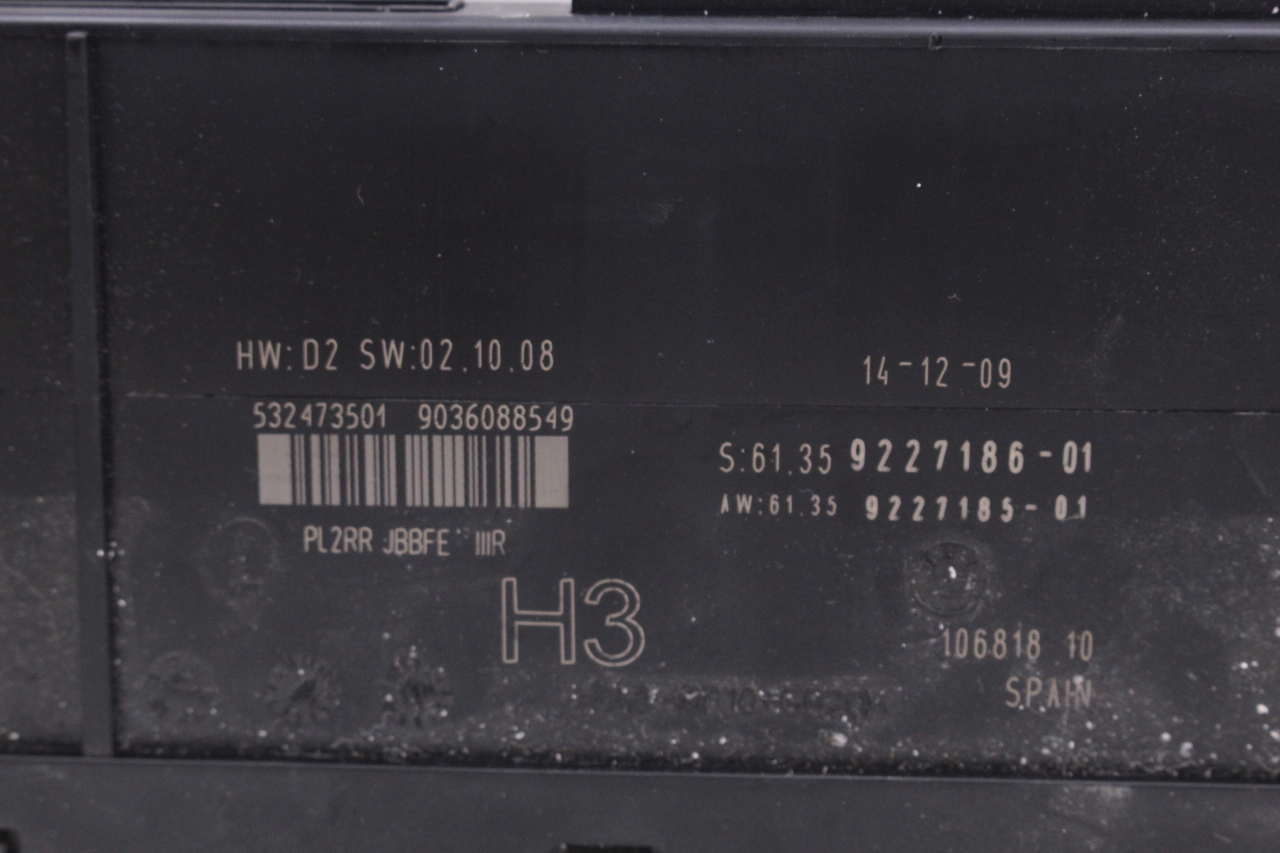 HW: D2 SW:02.10.08
14-12-09
532473501 9036088549
S:61.35 9227186-01
AW:61.35 9227185-01
PL2RR JBBFE
H3
106818 10
SPAIN